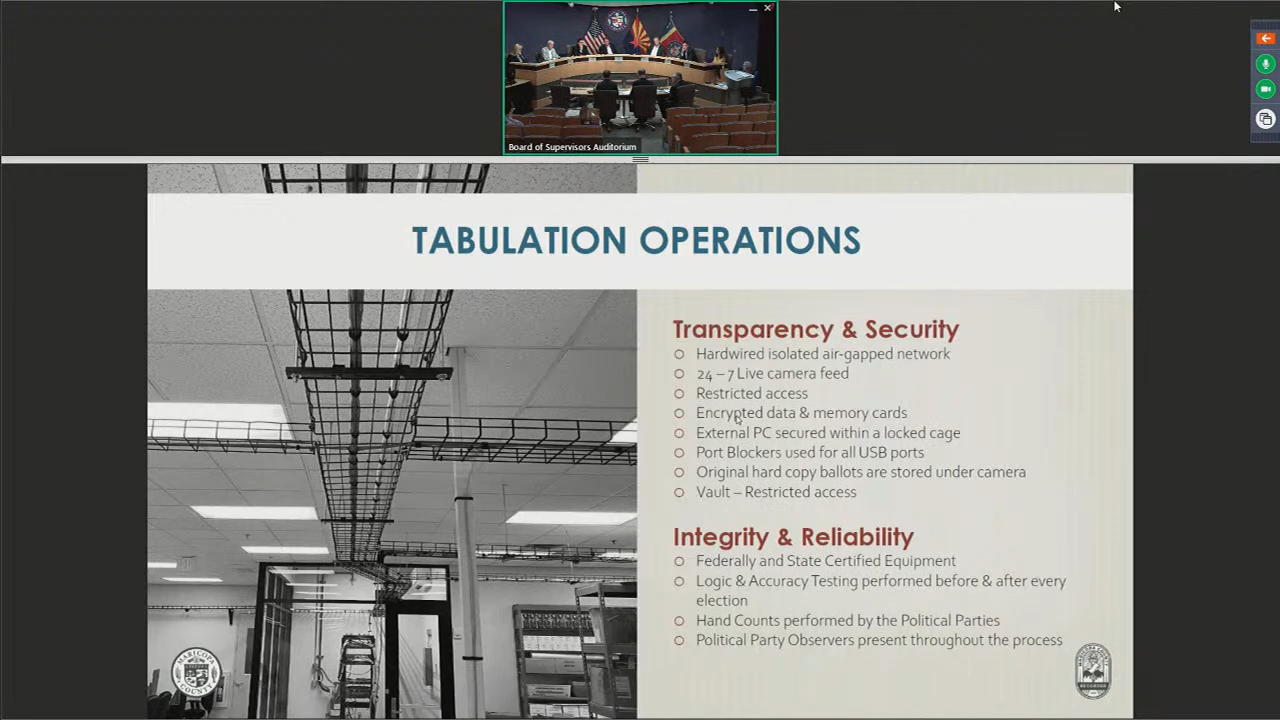 Board of Supervisors Auditorium
TABULATION OPERATIONS
Transparency & Security
Hardwired isolated air-gapped network
24 – 7 Live camera feed
Restricted access
Encrypted data & memory cards
External PC secured within a locked cage
Port Blockers used for all USB ports
Original hard copy ballots are stored under camera
Vault – Restricted access
Integrity & Reliability
Federally and State Certified Equipment
Logic & Accuracy Testing performed before & after every
election
Hand Counts performed by the Political Parties
Political Party Observers present throughout the process
MARICOPA
COUNTY